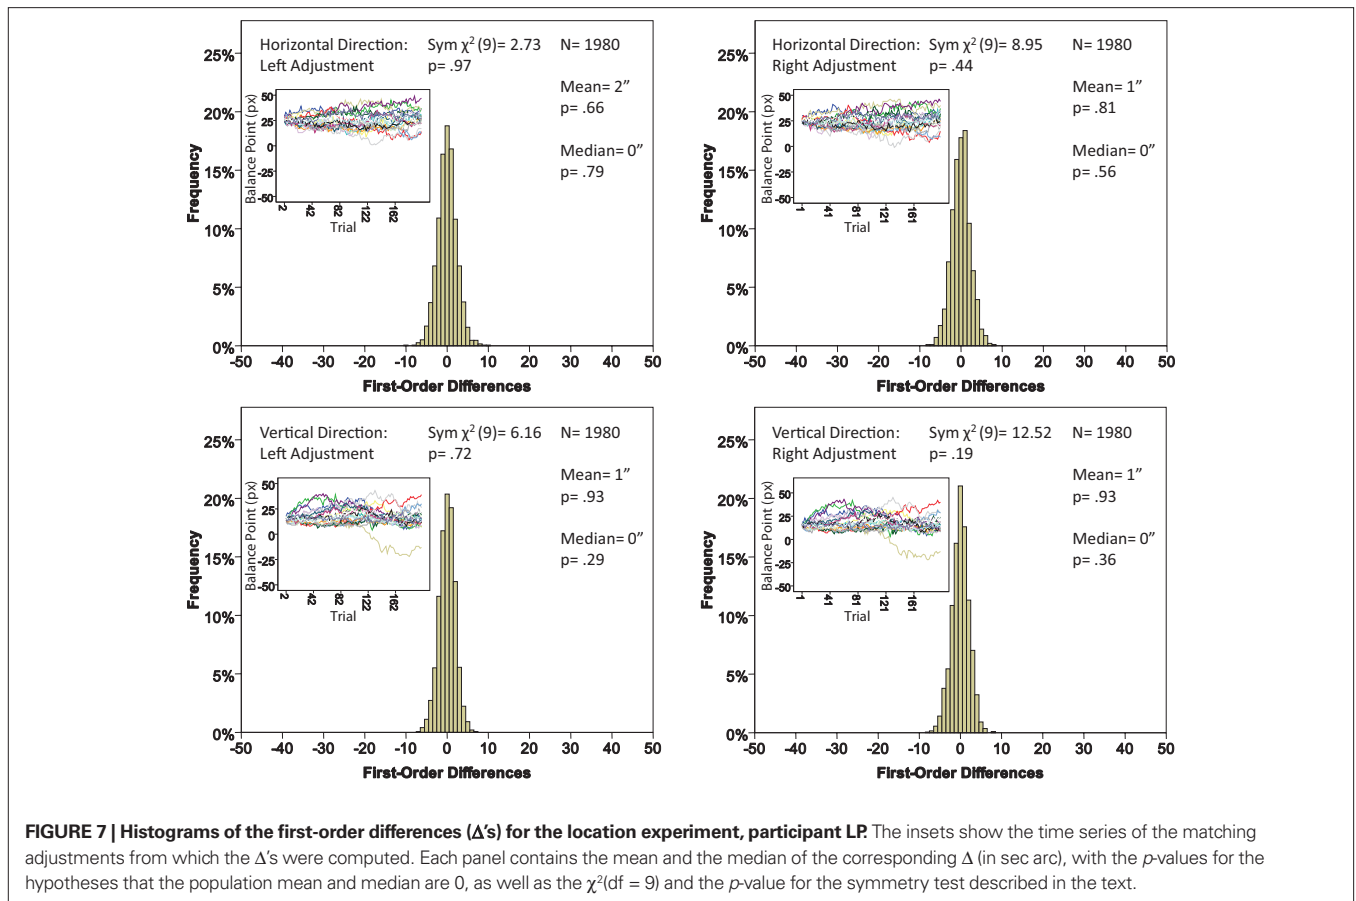 Horizontal Direction: Sym χ² (9)= 2.73 N= 1980
Left Adjustment p= .97
Mean= 2″
p= .66
Median= 0″
p= .79
25%
20%
15%
10%
5%
0%
Frequency
-50 -40 -30 -20 -10 0 10 20 30 40 50
First-Order Differences
Balance Point (px)
50
25
0
-25
-50
2 42 82 122 162
Trial
Horizontal Direction: Sym χ² (9)= 8.95 N= 1980
Right Adjustment p= .44
Mean= 1″
p= .81
Median= 0″
p= .56
25%
20%
15%
10%
5%
0%
Frequency
-50 -40 -30 -20 -10 0 10 20 30 40 50
First-Order Differences
Balance Point (px)
50
25
0
-25
-50
1 41 81 121 161
Trial
Vertical Direction: Sym χ² (9)= 6.16 N= 1980
Left Adjustment p= .72
Mean= 1″
p= .93
Median= 0″
p= .29
25%
20%
15%
10%
5%
0%
Frequency
-50 -40 -30 -20 -10 0 10 20 30 40 50
First-Order Differences
Balance Point (px)
50
25
0
-25
-50
2 42 82 122 162
Trial
Vertical Direction: Sym χ² (9)= 12.52 N= 1980
Right Adjustment p= .19
Mean= 1″
p= .93
Median= 0″
p= .36
25%
20%
15%
10%
5%
0%
Frequency
-50 -40 -30 -20 -10 0 10 20 30 40 50
First-Order Differences
Balance Point (px)
50
25
0
-25
-50
1 41 81 121 161
Trial
FIGURE 7 | Histograms of the first-order differences (Δ's) for the location experiment, participant LP. The insets show the time series of the matching
adjustments from which the Δ's were computed. Each panel contains the mean and the median of the corresponding Δ (in sec arc), with the p-values for the
hypotheses that the population mean and median are 0, as well as the χ²(df = 9) and the p-value for the symmetry test described in the text.